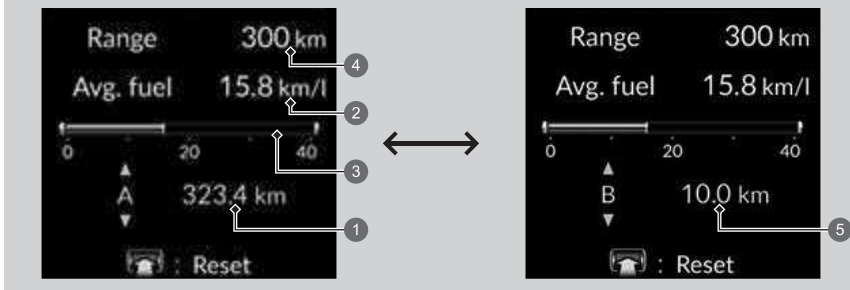 Range 300 km
Avg. fuel 15.8 km/l
0 20 40
A 323.4 km
: Reset
4
2
3
1
Range 300 km
Avg. fuel 15.8 km/l
0 20 40
B 10.0 km
: Reset
5